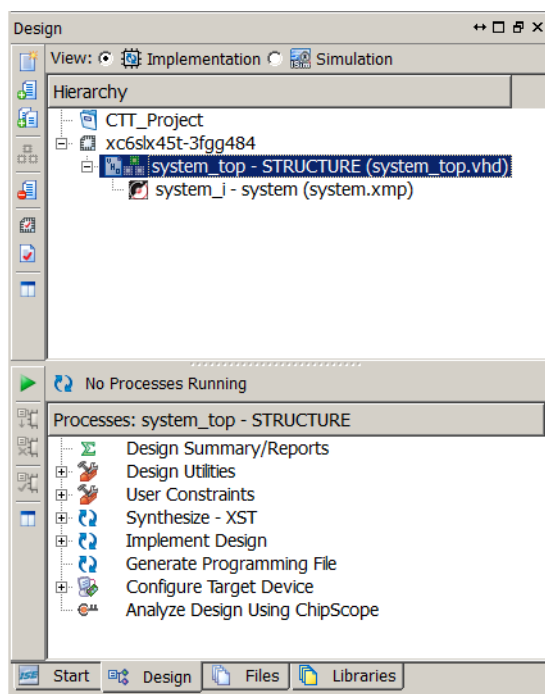 Design
View: Implementation Simulation
Hierarchy
CTT_Project
xc6slx45t-3fgg484
system_top - STRUCTURE (system_top.vhd)
system_i - system (system.xmp)
No Processes Running
Processes: system_top - STRUCTURE
Design Summary/Reports
Design Utilities
User Constraints
Synthesize - XST
Implement Design
Generate Programming File
Configure Target Device
Analyze Design Using ChipScope
Start Design Files Libraries